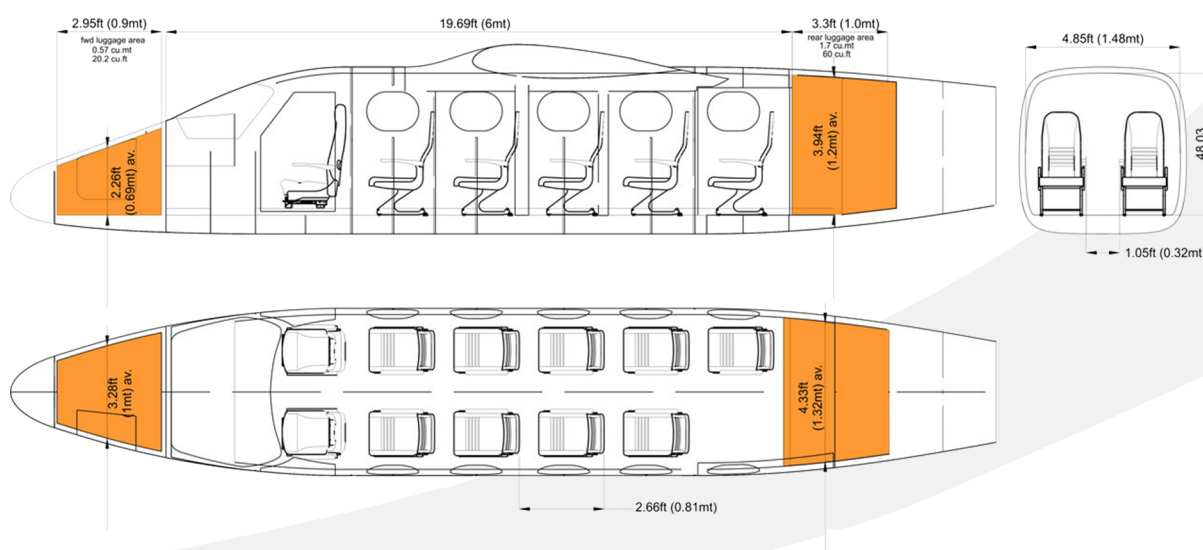 2.95ft (0.9mt)
fwd luggage area
0.57 cu.mt
20.2 cu.ft
19.69ft (6mt)
3.3ft (1.0mt)
rear luggage area
1.7 cu.mt
60 cu.ft
4.85ft (1.48mt)
2.26ft
(0.69mt) av.
3.94ft
(1.2mt) av.
48.03
1.05ft (0.32mt
3.28ft
(1mt) av.
4.33ft
(1.32mt) av.
2.66ft (0.81mt)